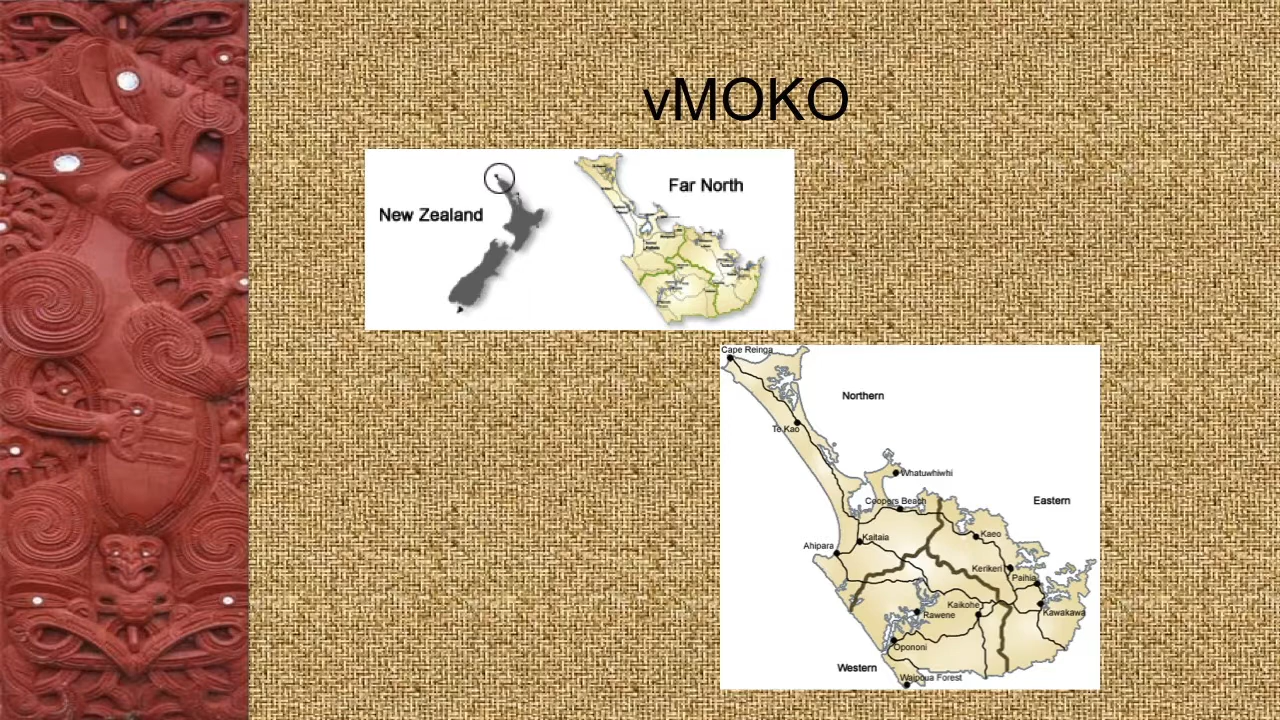 vMOKO
New Zealand
Far North
Cape Reinga
Northern
Te Kao
Whatuwhiwhi
Coopers Beach
Eastern
Kaeo
Kaitaia
Ahipara
Kerikeri
Paihia
Kaikohe
Kawakawa
Rawene
Opononi
Western
Waipoua Forest